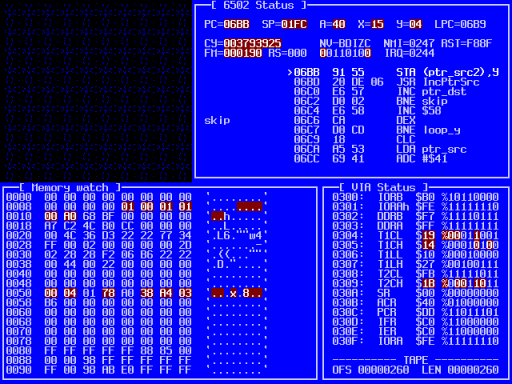 [ 6502 Status ]
PC=06BB SP=01FC A=40 X=15 Y=04 LPC=06B9
CY=003793925 NV-BDIZC NMI=0247 RST=F88F
FM=000190 RS=000 00110100 IRQ=0244
>06BB 91 55 STA (ptr_src2),Y
06BD 20 DE 06 JSR IncPtrSrc
06C0 E6 57 INC ptr_dst
06C2 D0 02 BNE skip
06C4 E6 58 INC $58
skip 06C6 CA DEX
06C7 D0 CD BNE loop_y
06C9 18 CLC
06CA A5 53 LDA ptr_src
06CC 69 41 ADC #$41
[ Memory watch ]
0000 00 00 00 00 00 00 00 00 '........'
0008 00 00 00 00 01 00 01 01 '........'
0010 00 A0 68 BF 00 00 00 00 '..h.....'
0018 A7 C2 4C B0 CC 00 00 00 '..L.....'
0020 00 4C 36 D3 22 22 77 34 '.L6.""w4'
0028 FF 00 02 00 00 00 00 2D '.......-'
0030 02 28 28 F2 06 06 22 22 '.((...""'
0038 00 44 00 22 00 00 00 00 '.D."....'
0040 00 00 00 00 00 00 00 00 '........'
0048 00 00 00 00 00 00 00 00 '........'
0050 00 04 01 78 A0 38 A4 03 '...x.8..'
0058 B6 00 00 00 00 00 00 00 '........'
0060 00 00 00 00 00 00 00 00 '........'
0068 00 00 00 00 00 00 00 00 '........'
0070 00 00 00 00 00 00 00 00 '........'
0078 00 00 00 00 00 00 00 00 '........'
0080 FF FF FF FF FF 88 85 00 '........'
0088 00 00 98 FF FF FF FF FF '........'
0090 FF 00 98 AB E0 FF FF FF '........'
[ VIA Status ]
0300: IORB $B0 %10110000
0301: IORAh $FE %11111110
0302: DDRB $F7 %11110111
0303: DDRA $FF %11111111
0304: T1CL $19 %00011001
0305: T1CH $14 %00010100
0306: T1LL $10 %00010000
0307: T1LH $27 %00100111
0308: T2CL $FB %11111011
0309: T2CH $1B %00011011
030A: SR $00 %00000000
030B: ACR $40 %01000000
030C: PCR $DD %11011101
030D: IFR $C0 %11000000
030E: IER $C0 %11000000
030F: IORA $FE %11111110
---------- TAPE ----------
OFS 00000260 LEN 00000260